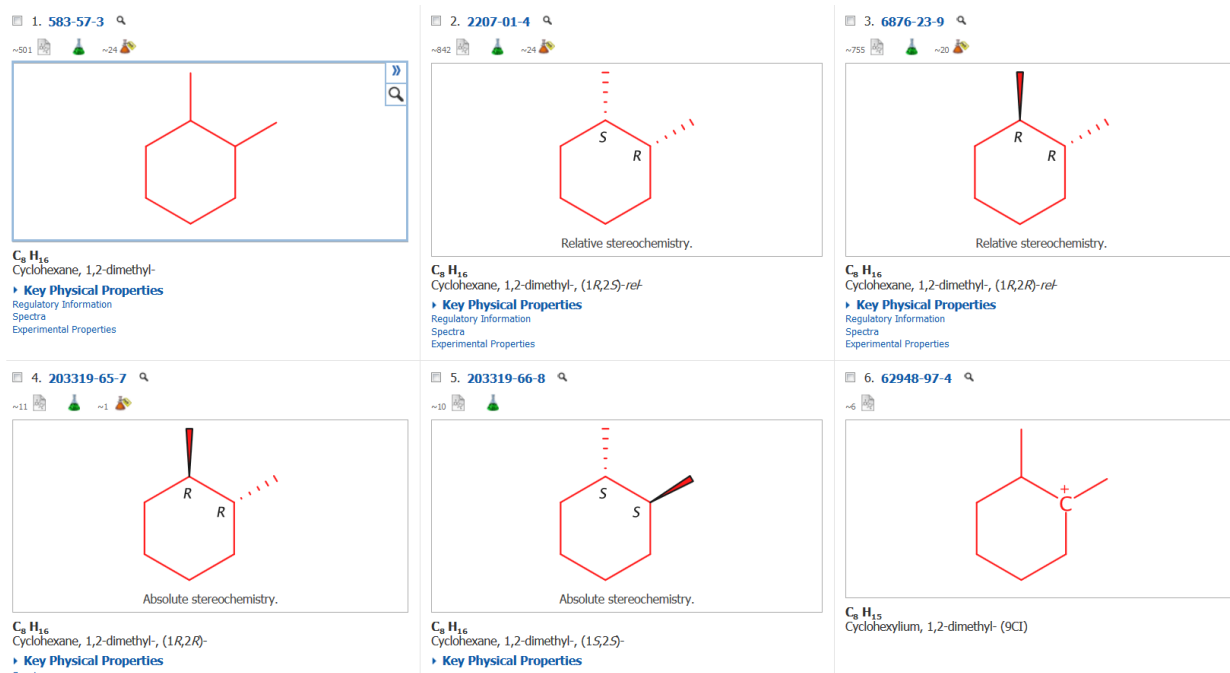 1. 583-57-3
~501 ~24
C8 H16
Cyclohexane, 1,2-dimethyl-
Key Physical Properties
Regulatory Information
Spectra
Experimental Properties
2. 2207-01-4
~842 ~24
S
R
Relative stereochemistry.
C8 H16
Cyclohexane, 1,2-dimethyl-, (1R,2S)-rel-
Key Physical Properties
Regulatory Information
Spectra
Experimental Properties
3. 6876-23-9
~755 ~20
R
R
Relative stereochemistry.
C8 H16
Cyclohexane, 1,2-dimethyl-, (1R,2R)-rel-
Key Physical Properties
Regulatory Information
Spectra
Experimental Properties
4. 203319-65-7
~11 ~1
R
R
Absolute stereochemistry.
C8 H16
Cyclohexane, 1,2-dimethyl-, (1R,2R)-
Key Physical Properties
5. 203319-66-8
~10
S
S
Absolute stereochemistry.
C8 H16
Cyclohexane, 1,2-dimethyl-, (1S,2S)-
Key Physical Properties
6. 62948-97-4
~6
+
C
C8 H15
Cyclohexylium, 1,2-dimethyl- (9CI)